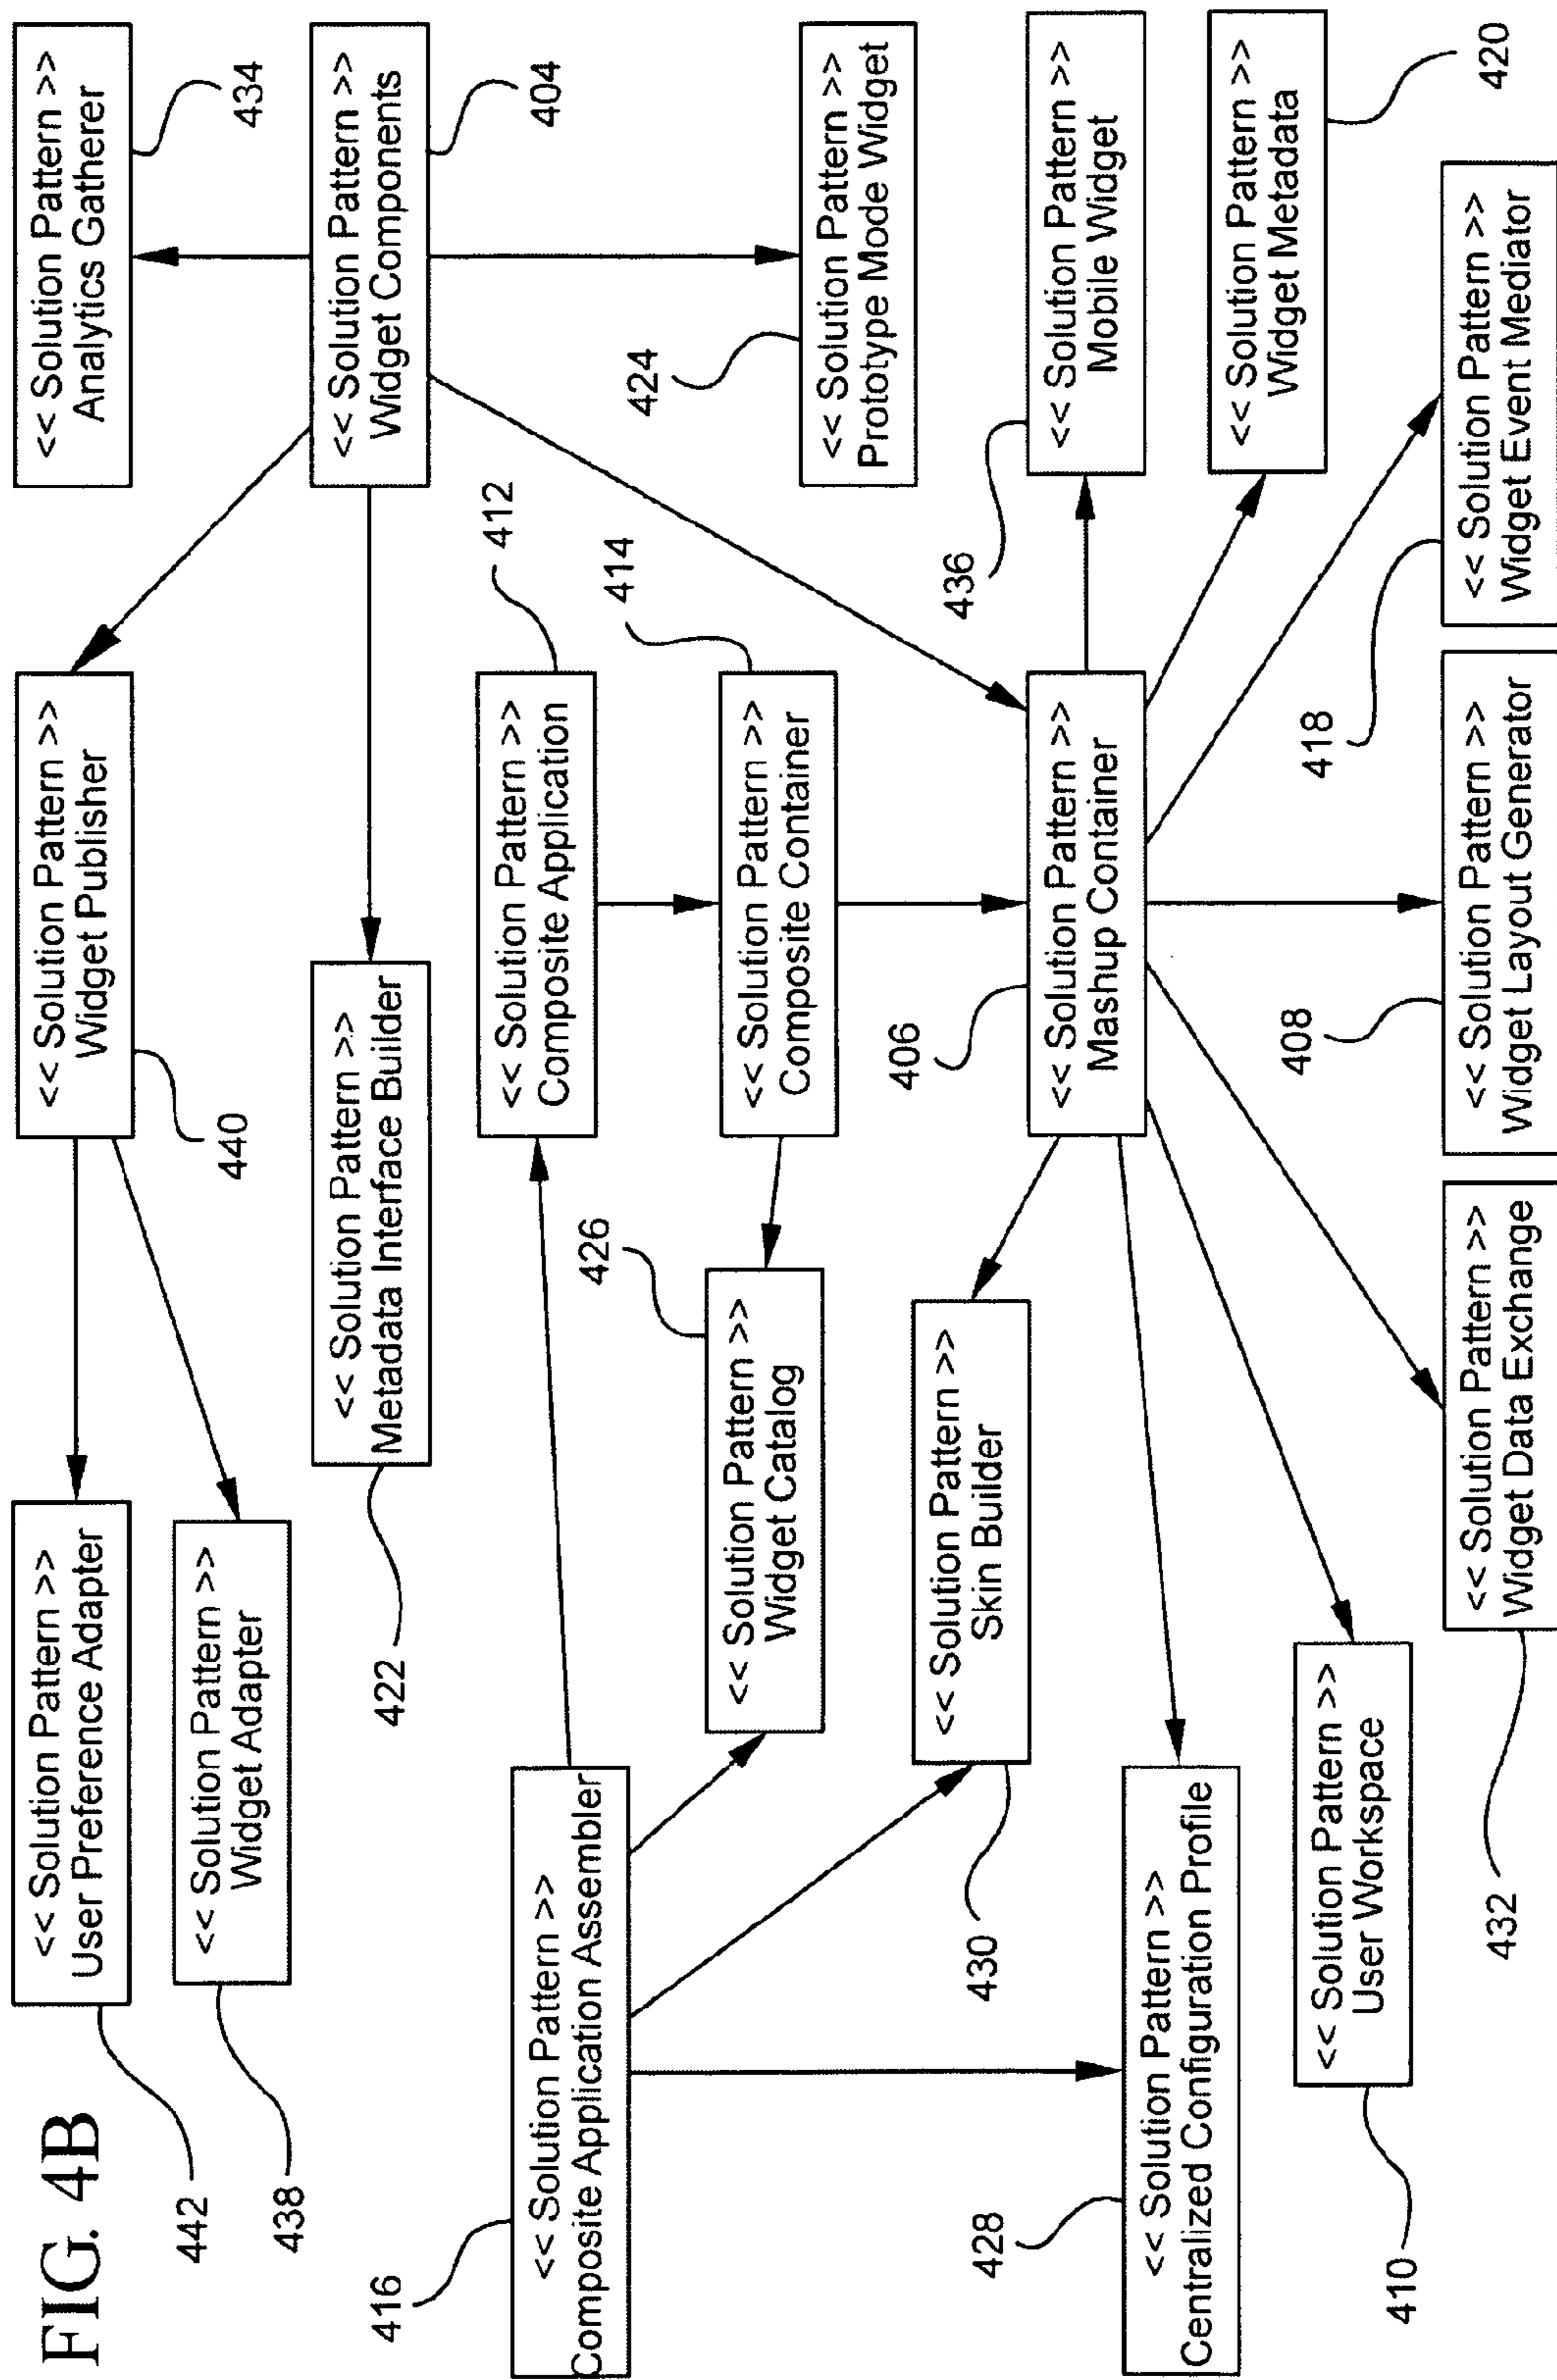 FIG. 4B
<< Solution Pattern >>
User Preference Adapter
442
<< Solution Pattern >>
Widget Adapter
438
<< Solution Pattern >>
Widget Publisher
440
<< Solution Pattern >>
Analytics Gatherer
434
<< Solution Pattern >>
Metadata Interface Builder
422
<< Solution Pattern >>
Widget Components
404
<< Solution Pattern >>
Composite Application Assembler
416
<< Solution Pattern >>
Composite Application
412
<< Solution Pattern >>
Widget Catalog
426
<< Solution Pattern >>
Composite Container
414
<< Solution Pattern >>
Prototype Mode Widget
424
<< Solution Pattern >>
Skin Builder
430
<< Solution Pattern >>
Mashup Container
406
<< Solution Pattern >>
Mobile Widget
436
<< Solution Pattern >>
Centralized Configuration Profile
428
<< Solution Pattern >>
Widget Metadata
420
<< Solution Pattern >>
User Workspace
410
<< Solution Pattern >>
Widget Data Exchange
432
<< Solution Pattern >>
Widget Layout Generator
408
<< Solution Pattern >>
Widget Event Mediator
418